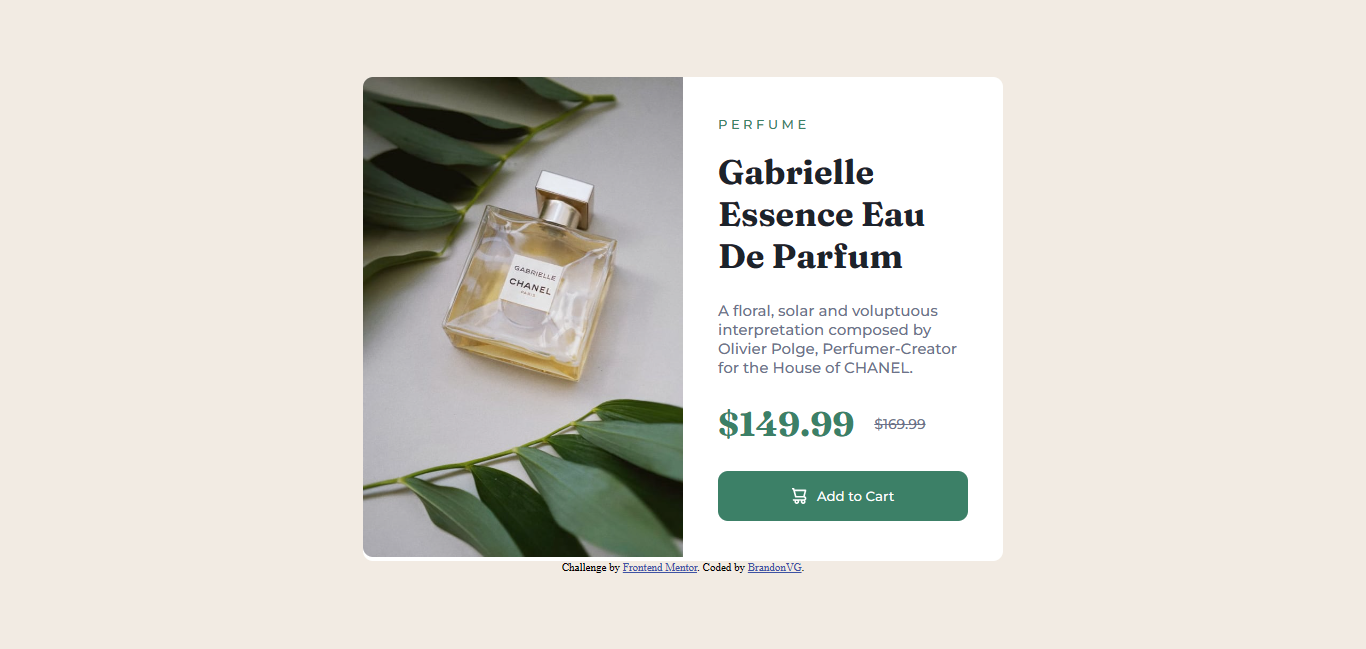 GABRIELLE
CHANEL
PARIS
PERFUME
Gabrielle
Essence Eau
De Parfum
A floral, solar and voluptuous
interpretation composed by
Olivier Polge, Perfumer-Creator
for the House of CHANEL.
$149.99 $169.99
Add to Cart
Challenge by Frontend Mentor. Coded by BrandonVG.